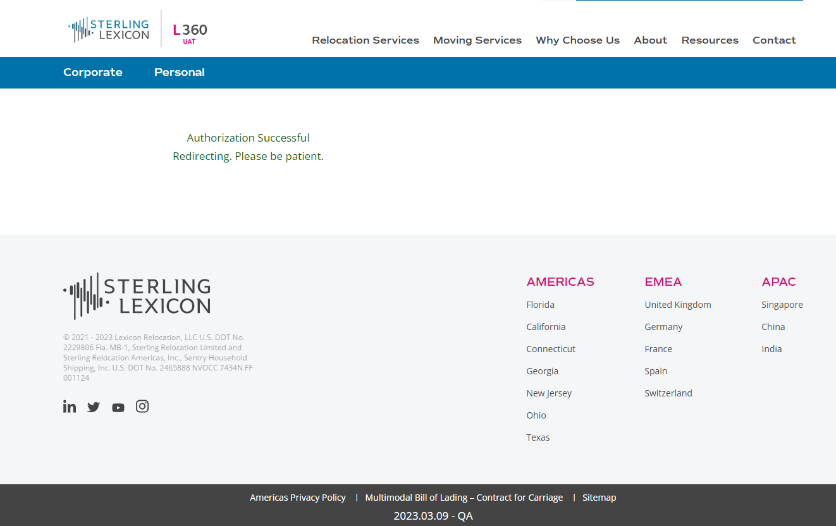 STERLING
LEXICON
L360
UAT
Relocation Services
Moving Services
Why Choose Us
About
Resources
Contact
Corporate
Personal
Authorization Successful
Redirecting. Please be patient.
STERLING
LEXICON
© 2021 - 2023 Lexicon Relocation, LLC U.S. DOT No.
2229806 Fla. MB-1, Sterling Relocation Limited and
Sterling Relocation Americas, Inc., Sentry Household
Shipping, Inc. U.S. DOT No. 2465888 NVOCC 7434N FF
001124
in
AMERICAS
Florida
California
Connecticut
Georgia
New Jersey
Ohio
Texas
EMEA
United Kingdom
Germany
France
Spain
Switzerland
APAC
Singapore
China
India
Americas Privacy Policy | Multimodal Bill of Lading – Contract for Carriage | Sitemap
2023.03.09 - QA